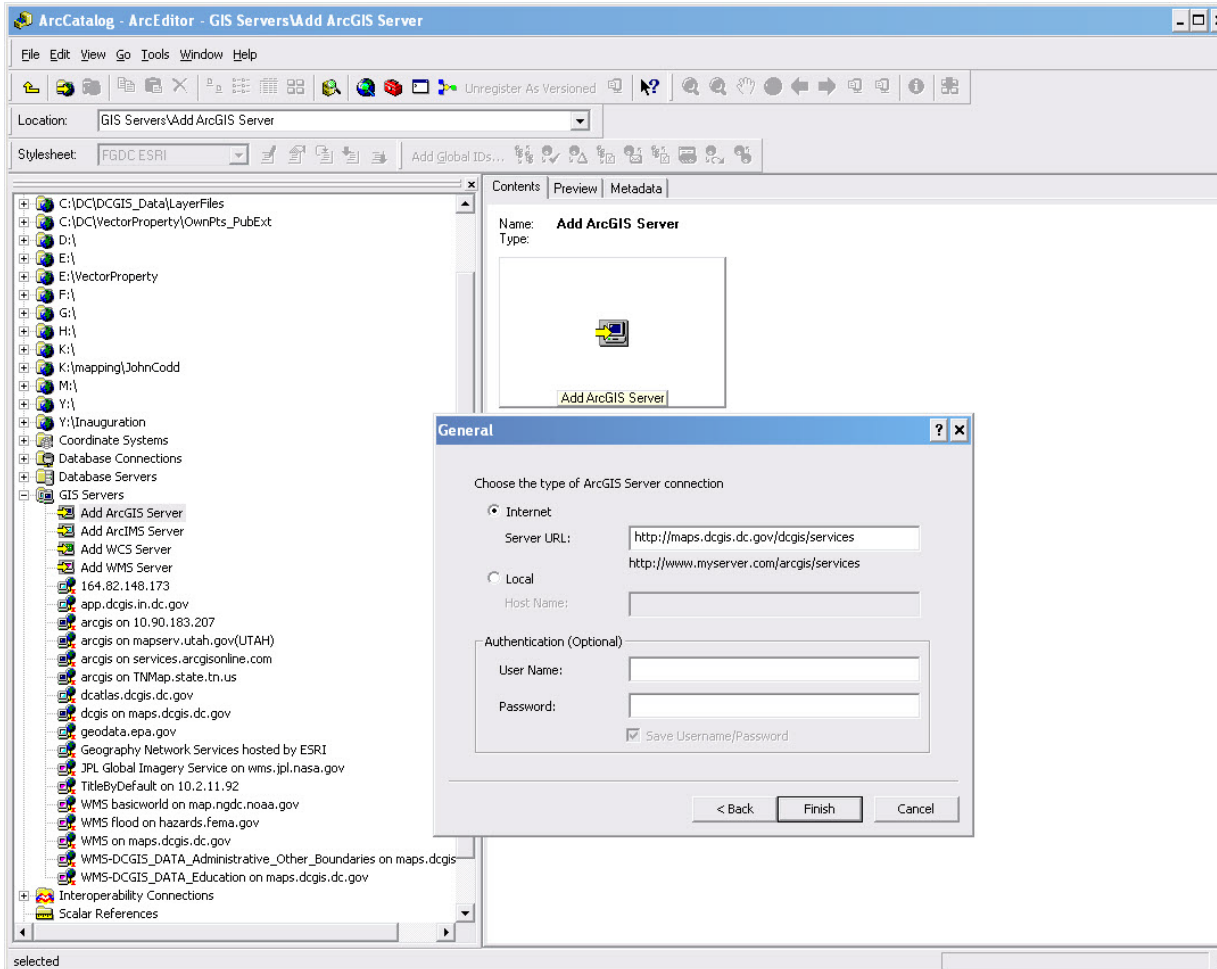 ArcCatalog - ArcEditor - GIS Servers\Add ArcGIS Server
File Edit View Go Tools Window Help
Unregister As Versioned
Location: GIS Servers\Add ArcGIS Server
Stylesheet: FGDC ESRI Add Global IDs...
C:\DC\DCGIS_Data\LayerFiles
C:\DC\VectorProperty\OwnPts_PubExt
D:\
E:\
E:\VectorProperty
F:\
G:\
H:\
K:\
K:\mapping\JohnCodd
M:\
Y:\
Y:\Inauguration
Coordinate Systems
Database Connections
Database Servers
GIS Servers
Add ArcGIS Server
Add ArcIMS Server
Add WCS Server
Add WMS Server
164.82.148.173
app.dcgis.in.dc.gov
arcgis on 10.90.183.207
arcgis on mapserv.utah.gov(UTAH)
arcgis on services.arcgisonline.com
arcgis on TNMap.state.tn.us
dcatlas.dcgis.dc.gov
dcgis on maps.dcgis.dc.gov
geodata.epa.gov
Geography Network Services hosted by ESRI
JPL Global Imagery Service on wms.jpl.nasa.gov
TitleByDefault on 10.2.11.92
WMS basicworld on map.ngdc.noaa.gov
WMS flood on hazards.fema.gov
WMS on maps.dcgis.dc.gov
WMS-DCGIS_DATA_Administrative_Other_Boundaries on maps.dcgis
WMS-DCGIS_DATA_Education on maps.dcgis.dc.gov
Interoperability Connections
Scalar References
Contents Preview Metadata
Name: Add ArcGIS Server
Type:
Add ArcGIS Server
General
Choose the type of ArcGIS Server connection
Internet
Server URL: http://maps.dcgis.dc.gov/dcgis/services
http://www.myserver.com/arcgis/services
Local
Host Name:
Authentication (Optional)
User Name:
Password:
Save Username/Password
< Back Finish Cancel
selected